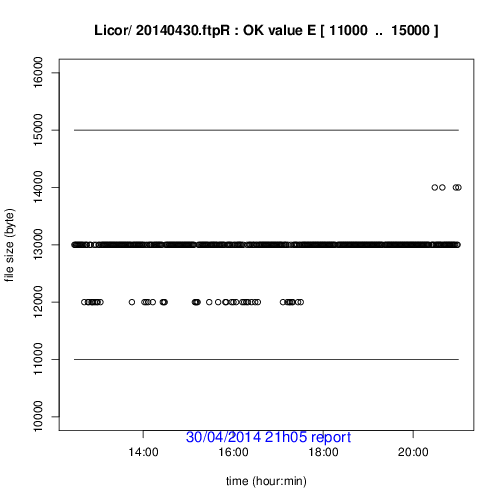 Licor/ 20140430.ftpR : OK value E [ 11000 .. 15000 ]
file size (byte)
16000
15000
14000
13000
12000
11000
10000
30/04/2014 21h05 report
14:00 16:00 18:00 20:00
time (hour:min)